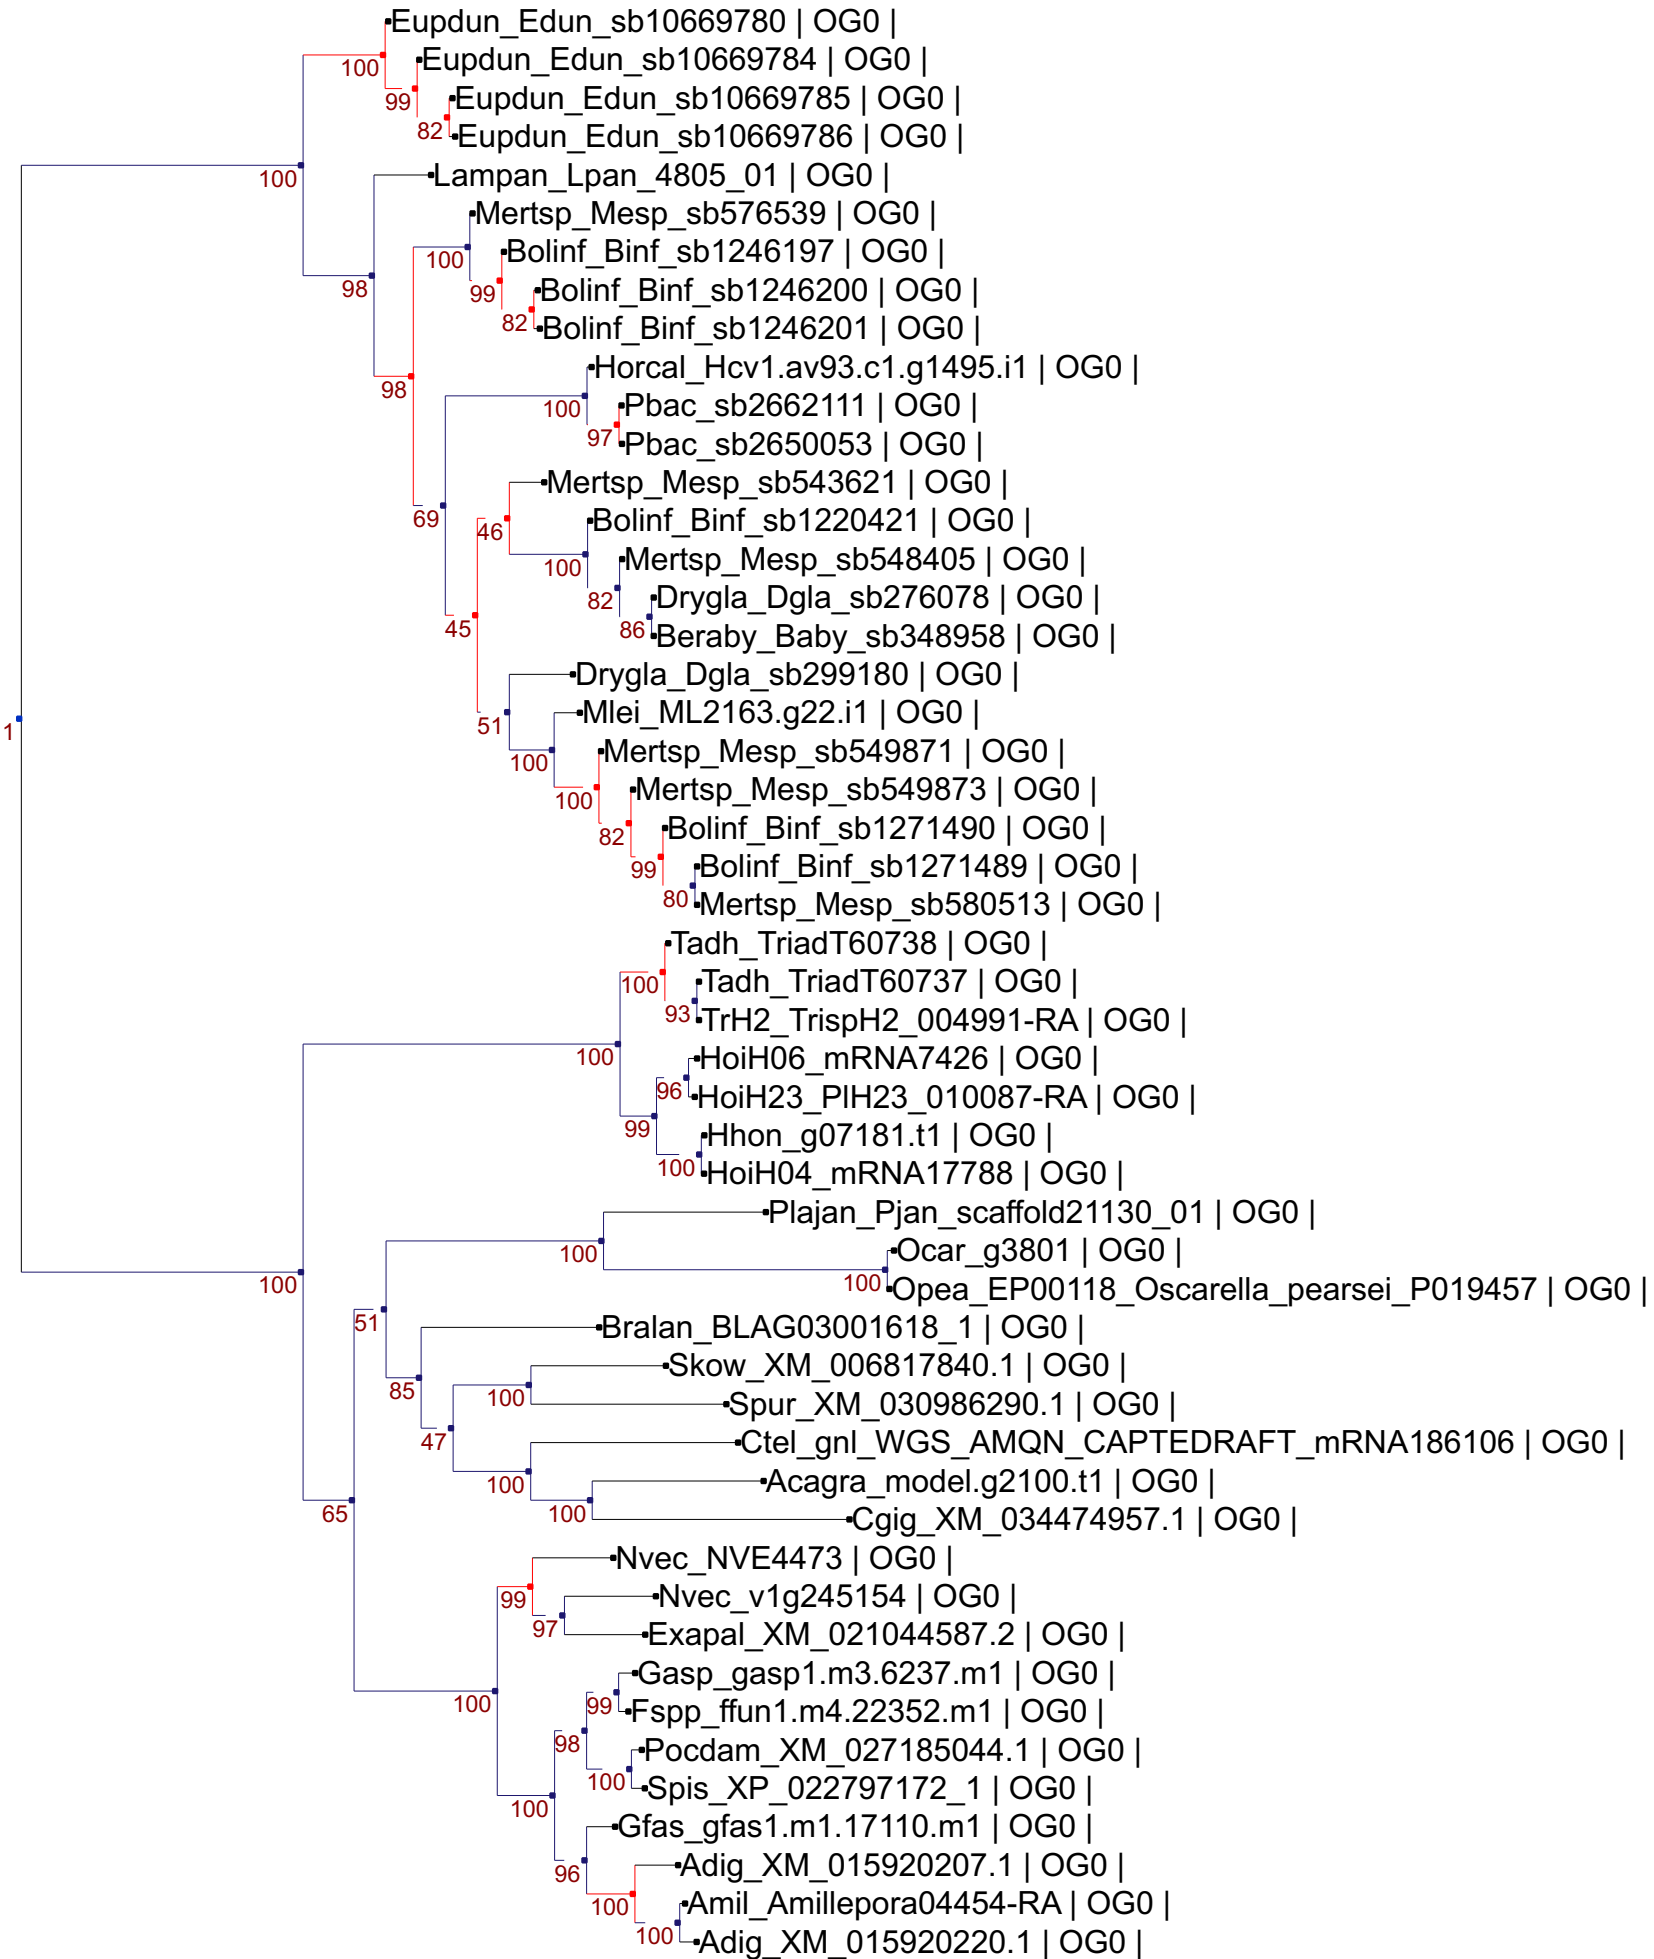 Eupdun_Edun_sb10669780 | OG0 |
100
Eupdun_Edun_sb10669784 | OG0 |
99
Eupdun_Edun_sb10669785 | OG0 |
82
Eupdun_Edun_sb10669786 | OG0 |
100
Lampan_Lpan_4805_01 | OG0 |
Mertsp_Mesp_sb576539 | OG0 |
100
Bolinf_Binf_sb1246197 | OG0 |
98
99
Bolinf_Binf_sb1246200 | OG0 |
82
Bolinf_Binf_sb1246201 | OG0 |
Horcal_Hcv1.av93.c1.g1495.i1 | OG0 |
98
100
Pbac_sb2662111 | OG0 |
97
Pbac_sb2650053 | OG0 |
Mertsp_Mesp_sb543621 | OG0 |
69
Bolinf_Binf_sb1220421 | OG0 |
46
Mertsp_Mesp_sb548405 | OG0 |
100
Drygla_Dgla_sb276078 | OG0 |
82
45
86
Beraby_Baby_sb348958 | OG0 |
Drygla_Dgla_sb299180 | OG0 |
Mlei_ML2163.g22.i1 | OG0 |
1
51
Mertsp_Mesp_sb549871 | OG0 |
100
Mertsp_Mesp_sb549873 | OG0 |
100
Bolinf_Binf_sb1271490 | OG0 |
82
Bolinf_Binf_sb1271489 | OG0 |
99
80
Mertsp_Mesp_sb580513 | OG0 |
Tadh_TriadT60738 | OG0 |
100
Tadh_TriadT60737 | OG0 |
93
TrH2_TrispH2_004991-RA | OG0 |
100
HoiH06_mRNA7426 | OG0 |
96
HoiH23_PlH23_010087-RA | OG0 |
99
Hhon_g07181.t1 | OG0 |
100
HoiH04_mRNA17788 | OG0 |
Plajan_Pjan_scaffold21130_01 | OG0 |
100
Ocar_g3801 | OG0 |
100
100
Opea_EP00118_Oscarella_pearsei_P019457 | OG0 |
51
Bralan_BLAG03001618_1 | OG0 |
Skow_XM_006817840.1 | OG0 |
85
100
Spur_XM_030986290.1 | OG0 |
47
Ctel_gnl_WGS_AMQN_CAPTEDRAFT_mRNA186106 | OG0 |
100
Acagra_model.g2100.t1 | OG0 |
65
100
Cgig_XM_034474957.1 | OG0 |
Nvec_NVE4473 | OG0 |
99
Nvec_v1g245154 | OG0 |
97
Exapal_XM_021044587.2 | OG0 |
Gasp_gasp1.m3.6237.m1 | OG0 |
100
99
Fspp_ffun1.m4.22352.m1 | OG0 |
98
Pocdam_XM_027185044.1 | OG0 |
100
Spis_XP_022797172_1 | OG0 |
100
Gfas_gfas1.m1.17110.m1 | OG0 |
96
Adig_XM_015920207.1 | OG0 |
100
Amil_Amillepora04454-RA | OG0 |
100
Adig_XM_015920220.1 | OG0 |